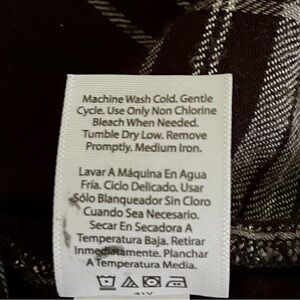 Machine Wash Cold. Gentle
Cycle. Use Only Non Chlorine
Bleach When Needed.
Tumble Dry Low. Remove
Promptly. Medium Iron.
Lavar A Máquina En Agua
Fría. Ciclo Delicado. Usar
Sólo Blanqueador Sin Cloro
Cuando Sea Necesario.
Secar En Secadora A
Temperatura Baja. Retirar
Inmediatamente. Planchar
A Temperatura Media.